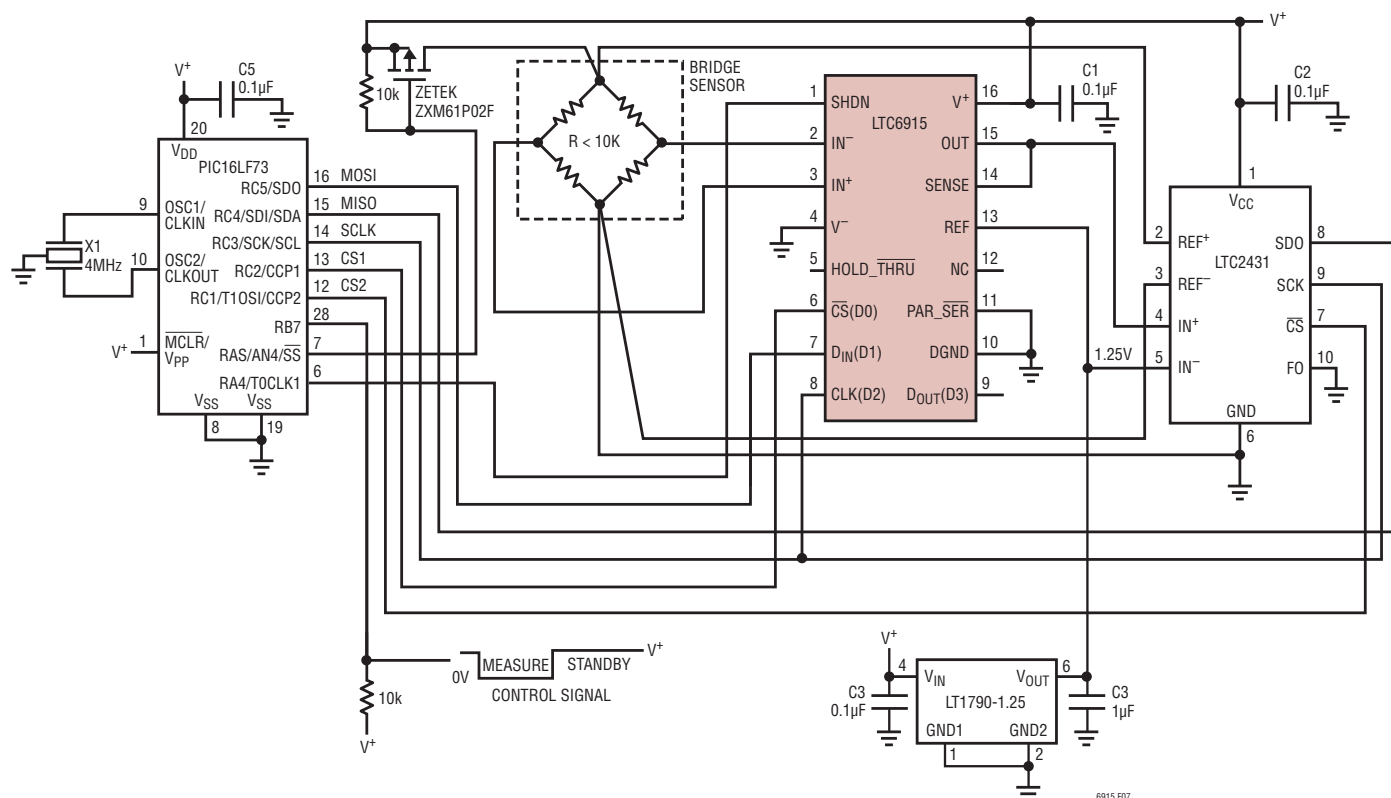 V+
V+
C5
0.1µF
20
VDD
PIC16LF73
RC5/SDO
16
MOSI
RC4/SDI/SDA
15
MISO
RC3/SCK/SCL
14
SCLK
RC2/CCP1
13
CS1
RC1/T1OSI/CCP2
12
CS2
RB7
28
RAS/AN4/SS
7
RA4/T0CLK1
6
9
OSC1/
CLKIN
10
OSC2/
CLKOUT
X1
4MHz
V+
1
MCLR/
VPP
VSS
VSS
8
19
10k
ZETEK
ZXM61P02F
BRIDGE
SENSOR
R < 10K
LTC6915
1
SHDN
2
IN–
3
IN+
4
V–
5
HOLD_THRU
6
CS(D0)
7
DIN(D1)
8
CLK(D2)
V+
16
OUT
15
SENSE
14
REF
13
NC
12
PAR_SER
11
DGND
10
DOUT(D3)
9
C1
0.1µF
C2
0.1µF
1
VCC
LTC2431
2
REF+
3
REF–
4
IN+
5
IN–
SDO
8
SCK
9
CS
7
FO
10
GND
6
1.25V
0V
MEASURE
STANDBY
V+
CONTROL SIGNAL
10k
V+
V+
4
VIN
VOUT
6
LT1790-1.25
GND1
GND2
1
2
C3
0.1µF
C3
1µF
6915 F07